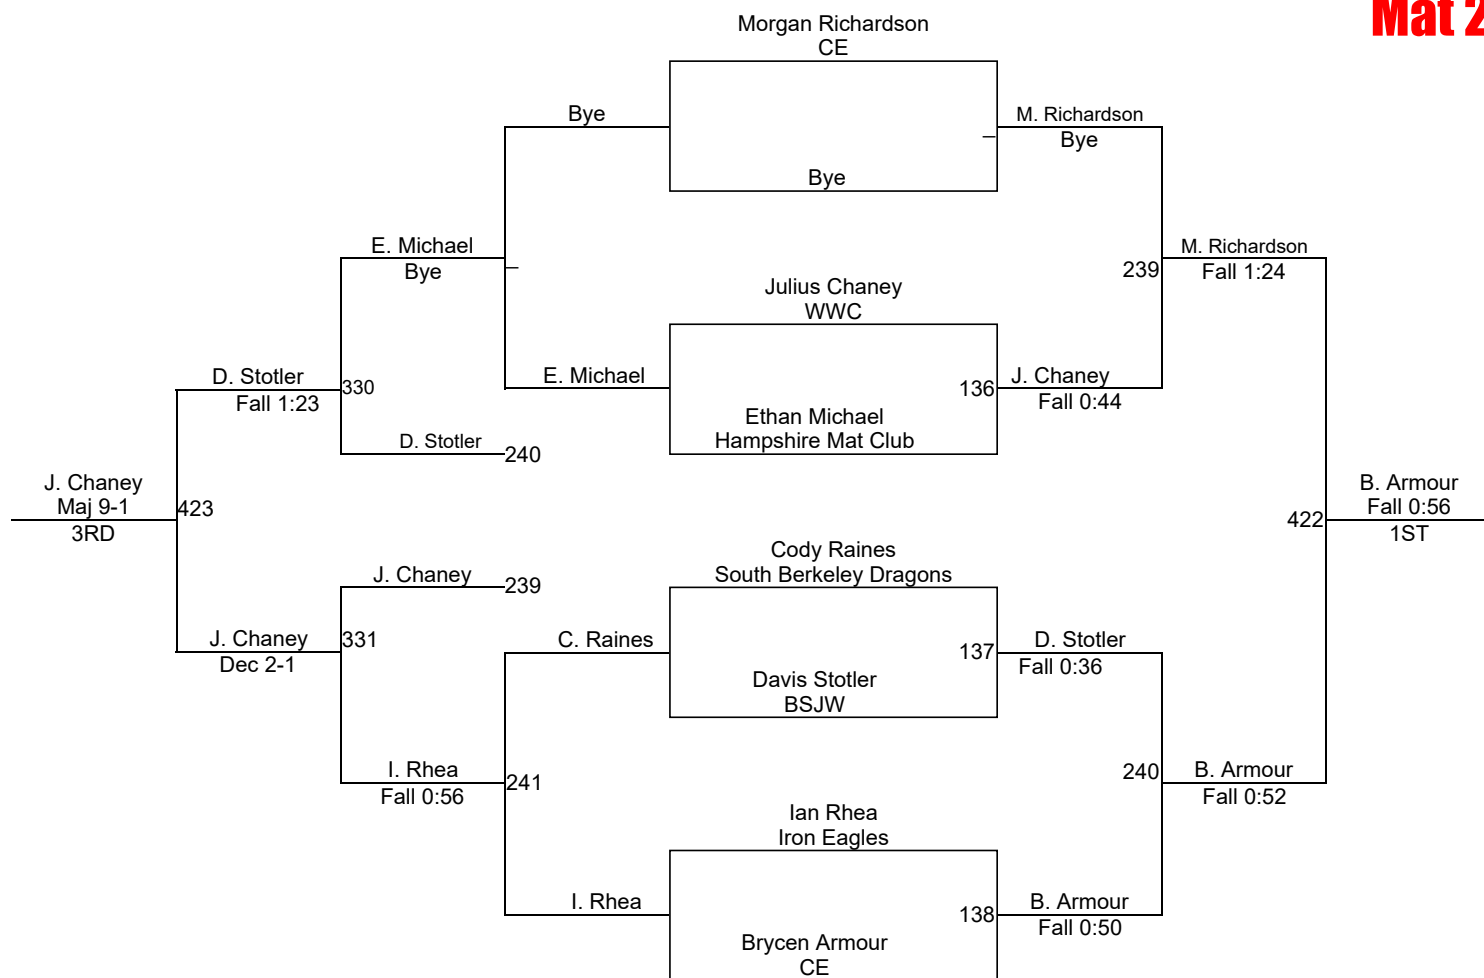 Mat 2
Morgan Richardson
CE
Bye
M. Richardson
Bye
Bye
E. Michael
Bye
M. Richardson
Fall 1:24
239
Julius Chaney
WWC
D. Stotler
Fall 1:23
330
E. Michael
136
J. Chaney
Fall 0:44
Ethan Michael
Hampshire Mat Club
D. Stotler
240
J. Chaney
Maj 9-1
3RD
423
422
B. Armour
Fall 0:56
1ST
Cody Raines
South Berkeley Dragons
J. Chaney
239
J. Chaney
Dec 2-1
331
C. Raines
137
D. Stotler
Fall 0:36
Davis Stotler
BSJW
I. Rhea
Fall 0:56
241
240
B. Armour
Fall 0:52
Ian Rhea
Iron Eagles
I. Rhea
138
B. Armour
Fall 0:50
Brycen Armour
CE